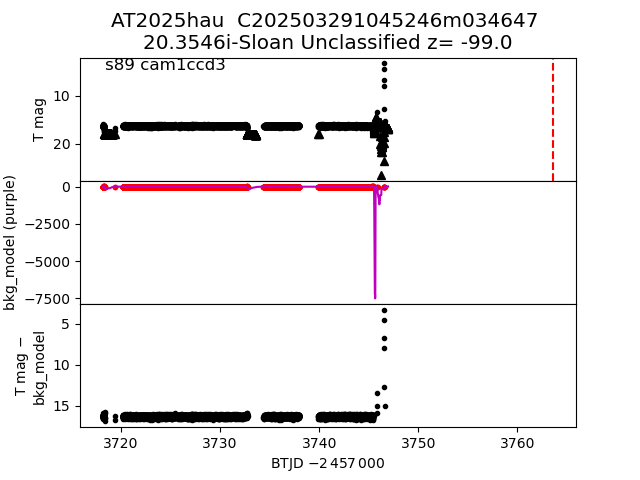 AT2025hau  C202503291045246m034647
20.3546i-Sloan Unclassified z= -99.0
s89 cam1ccd3
T mag
10
20
bkg_model (purple)
0
−2500
−5000
−7500
T mag −
bkg_model
5
10
15
3720
3730
3740
3750
3760
BTJD −2 457 000